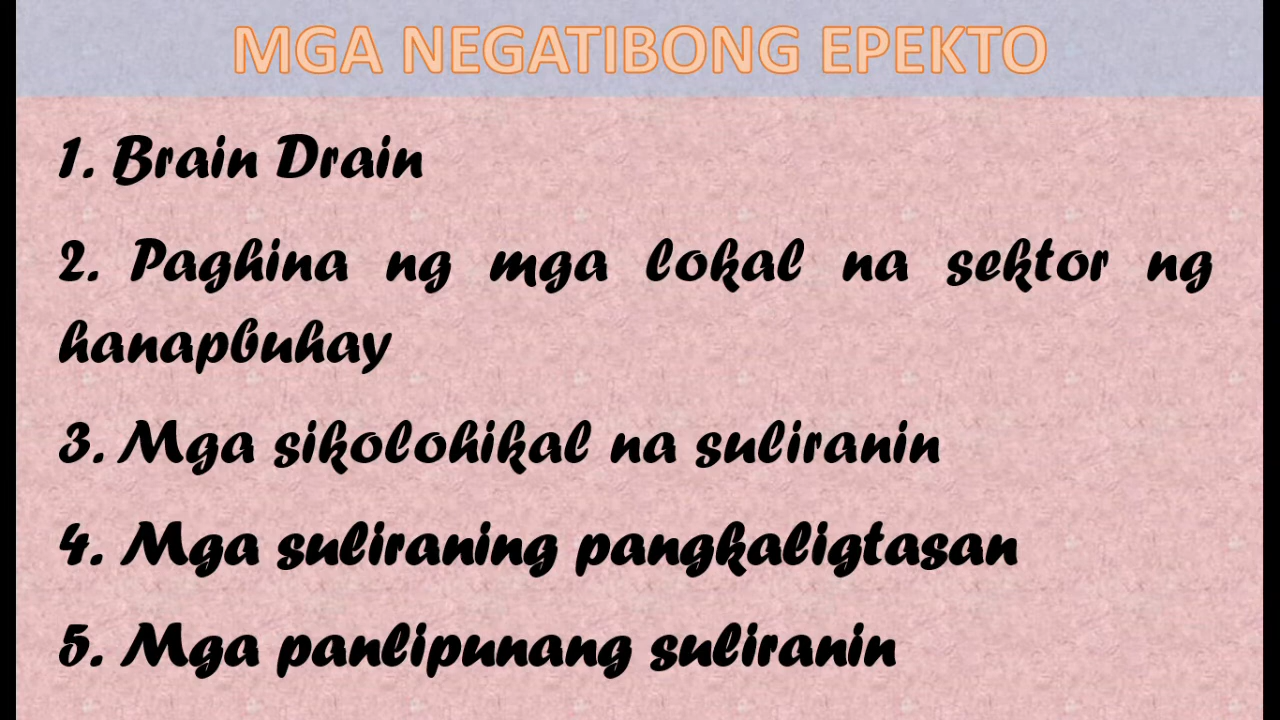 MGA NEGATIBONG EPEKTO
1. Brain Drain
2. Paghina ng mga lokal na sektor ng
hanapbuhay
3. Mga sikolohikal na suliranin
4. Mga suliraning pangkaligtasan
5. Mga panlipunang suliranin